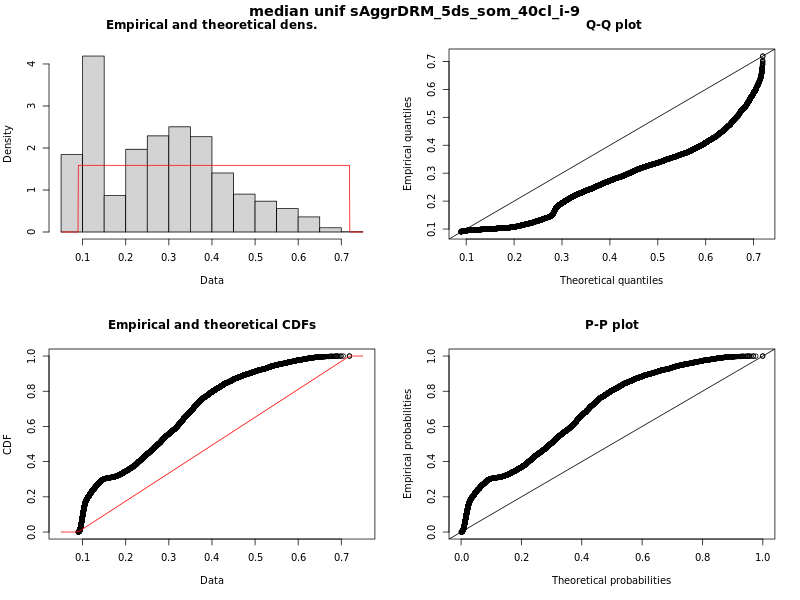 median unif sAggrDRM_5ds_som_40cl_i-9
Empirical and theoretical dens.
Density
0 1 2 3 4
0.1 0.2 0.3 0.4 0.5 0.6 0.7
Data
Q-Q plot
Empirical quantiles
0.1 0.2 0.3 0.4 0.5 0.6 0.7
0.1 0.2 0.3 0.4 0.5 0.6 0.7
Theoretical quantiles
Empirical and theoretical CDFs
CDF
0.0 0.2 0.4 0.6 0.8 1.0
0.1 0.2 0.3 0.4 0.5 0.6 0.7
Data
P-P plot
Empirical probabilities
0.0 0.2 0.4 0.6 0.8 1.0
0.0 0.2 0.4 0.6 0.8 1.0
Theoretical probabilities